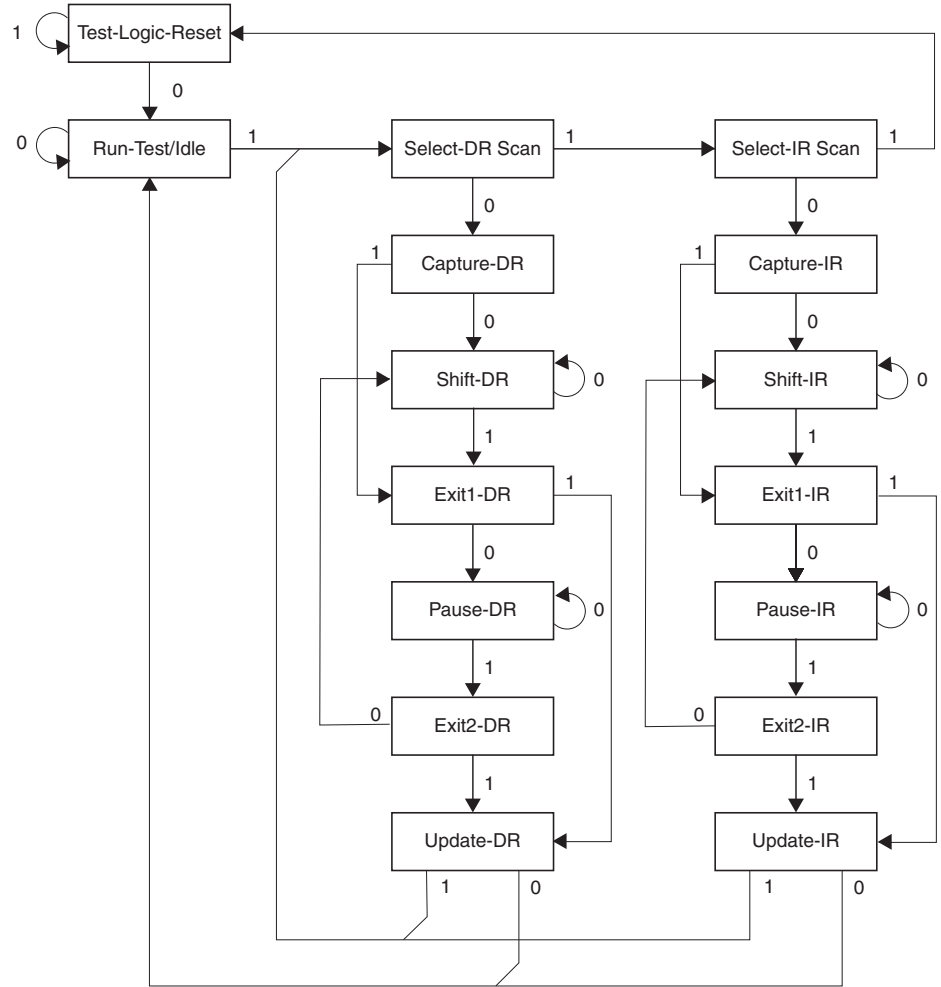 1
Test-Logic-Reset
0
0
Run-Test/Idle
1
Select-DR Scan
1
Select-IR Scan
1
0
0
1
Capture-DR
1
Capture-IR
0
0
Shift-DR
0
Shift-IR
0
1
1
Exit1-DR
1
Exit1-IR
1
0
0
Pause-DR
0
Pause-IR
0
1
1
0
Exit2-DR
0
Exit2-IR
1
1
Update-DR
Update-IR
1
0
1
0